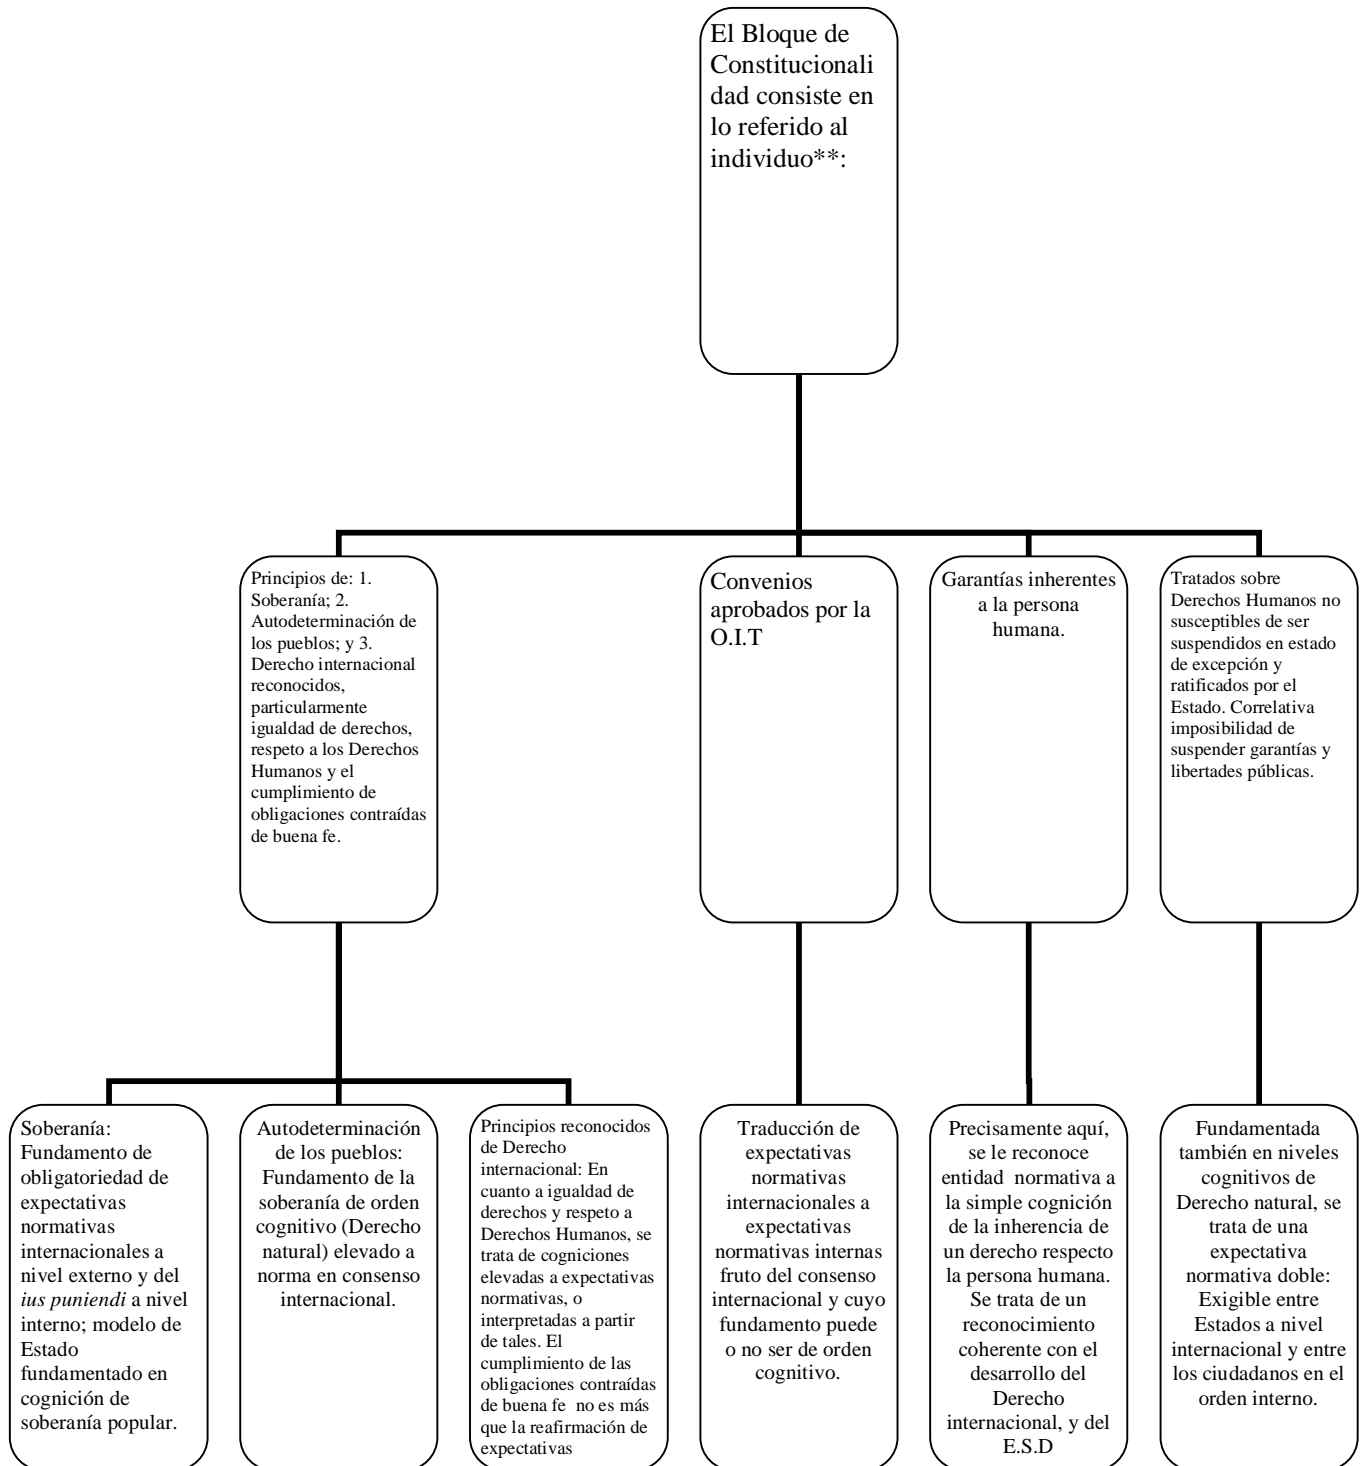 El Bloque de
Constitucionali
dad consiste en
lo referido al
individuo**:
Principios de: 1.
Soberanía; 2.
Autodeterminación de
los pueblos; y 3.
Derecho internacional
reconocidos,
particularmente
igualdad de derechos,
respeto a los Derechos
Humanos y el
cumplimiento de
obligaciones contraídas
de buena fe.
Convenios
aprobados por la
O.I.T
Garantías inherentes
a la persona
humana.
Tratados sobre
Derechos Humanos no
susceptibles de ser
suspendidos en estado
de excepción y
ratificados por el
Estado. Correlativa
imposibilidad de
suspender garantías y
libertades públicas.
Soberanía:
Fundamento de
obligatoriedad de
expectativas
normativas
internacionales a
nivel externo y del
ius puniendi a nivel
interno; modelo de
Estado
fundamentado en
cognición de
soberanía popular.
Autodeterminación
de los pueblos:
Fundamento de la
soberanía de orden
cognitivo (Derecho
natural) elevado a
norma en consenso
internacional.
Principios reconocidos
de Derecho
internacional: En
cuanto a igualdad de
derechos y respeto a
Derechos Humanos, se
trata de cogniciones
elevadas a expectativas
normativas, o
interpretadas a partir
de tales. El
cumplimiento de las
obligaciones contraídas
de buena fe  no es más
que la reafirmación de
expectativas
Traducción de
expectativas
normativas
internacionales a
expectativas
normativas internas
fruto del consenso
internacional y cuyo
fundamento puede
o no ser de orden
cognitivo.
Precisamente aquí,
se le reconoce
entidad  normativa a
la simple cognición
de la inherencia de
un derecho respecto
la persona humana.
Se trata de un
reconocimiento
coherente con el
desarrollo del
Derecho
internacional, y del
E.S.D
Fundamentada
también en niveles
cognitivos de
Derecho natural, se
trata de una
expectativa
normativa doble:
Exigible entre
Estados a nivel
internacional y entre
los ciudadanos en el
orden interno.